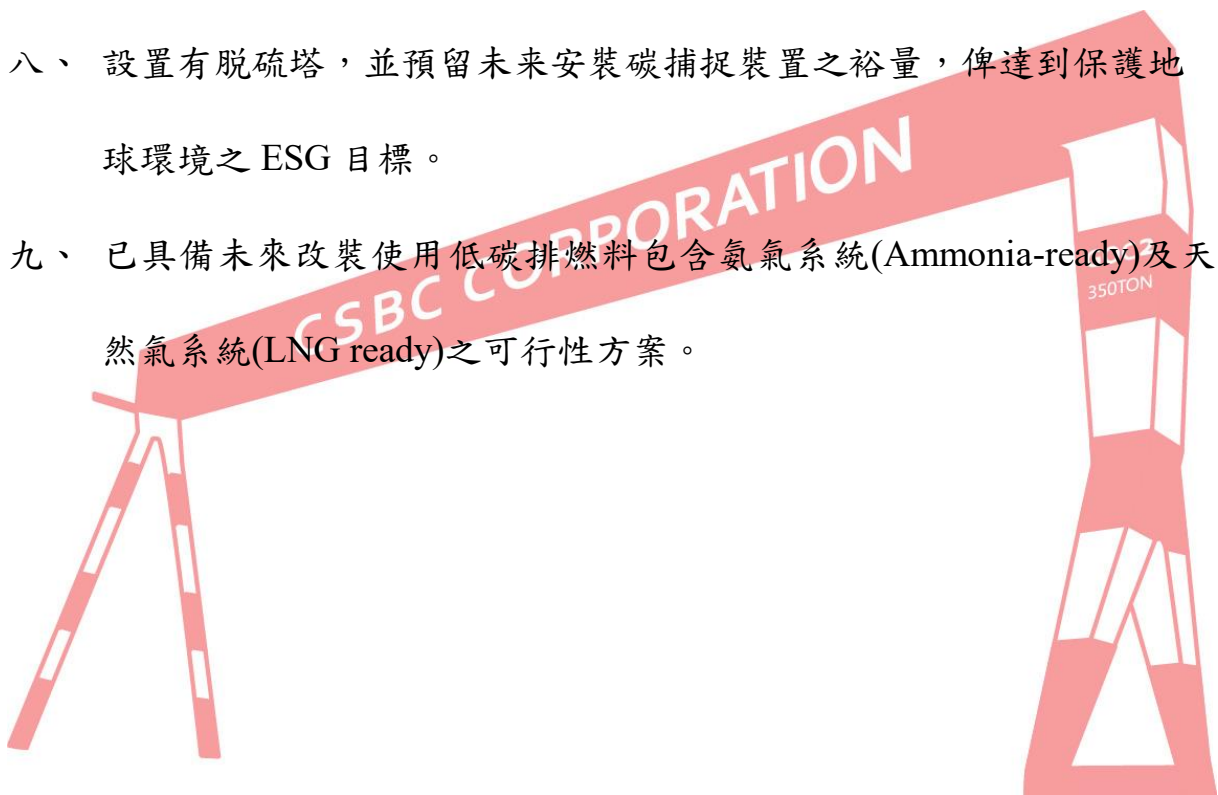 八、 設置有脫硫塔，並預留未来安裝碳捕捉裝置之裕量，俾達到保護地
球環境之 ESG 目標。
CSBC CORPORATION
九、 已具備未來改裝使用低碳排燃料包含氨氣系統(Ammonia-ready)及天
350TON
然氣系統(LNG ready)之可行性方案。